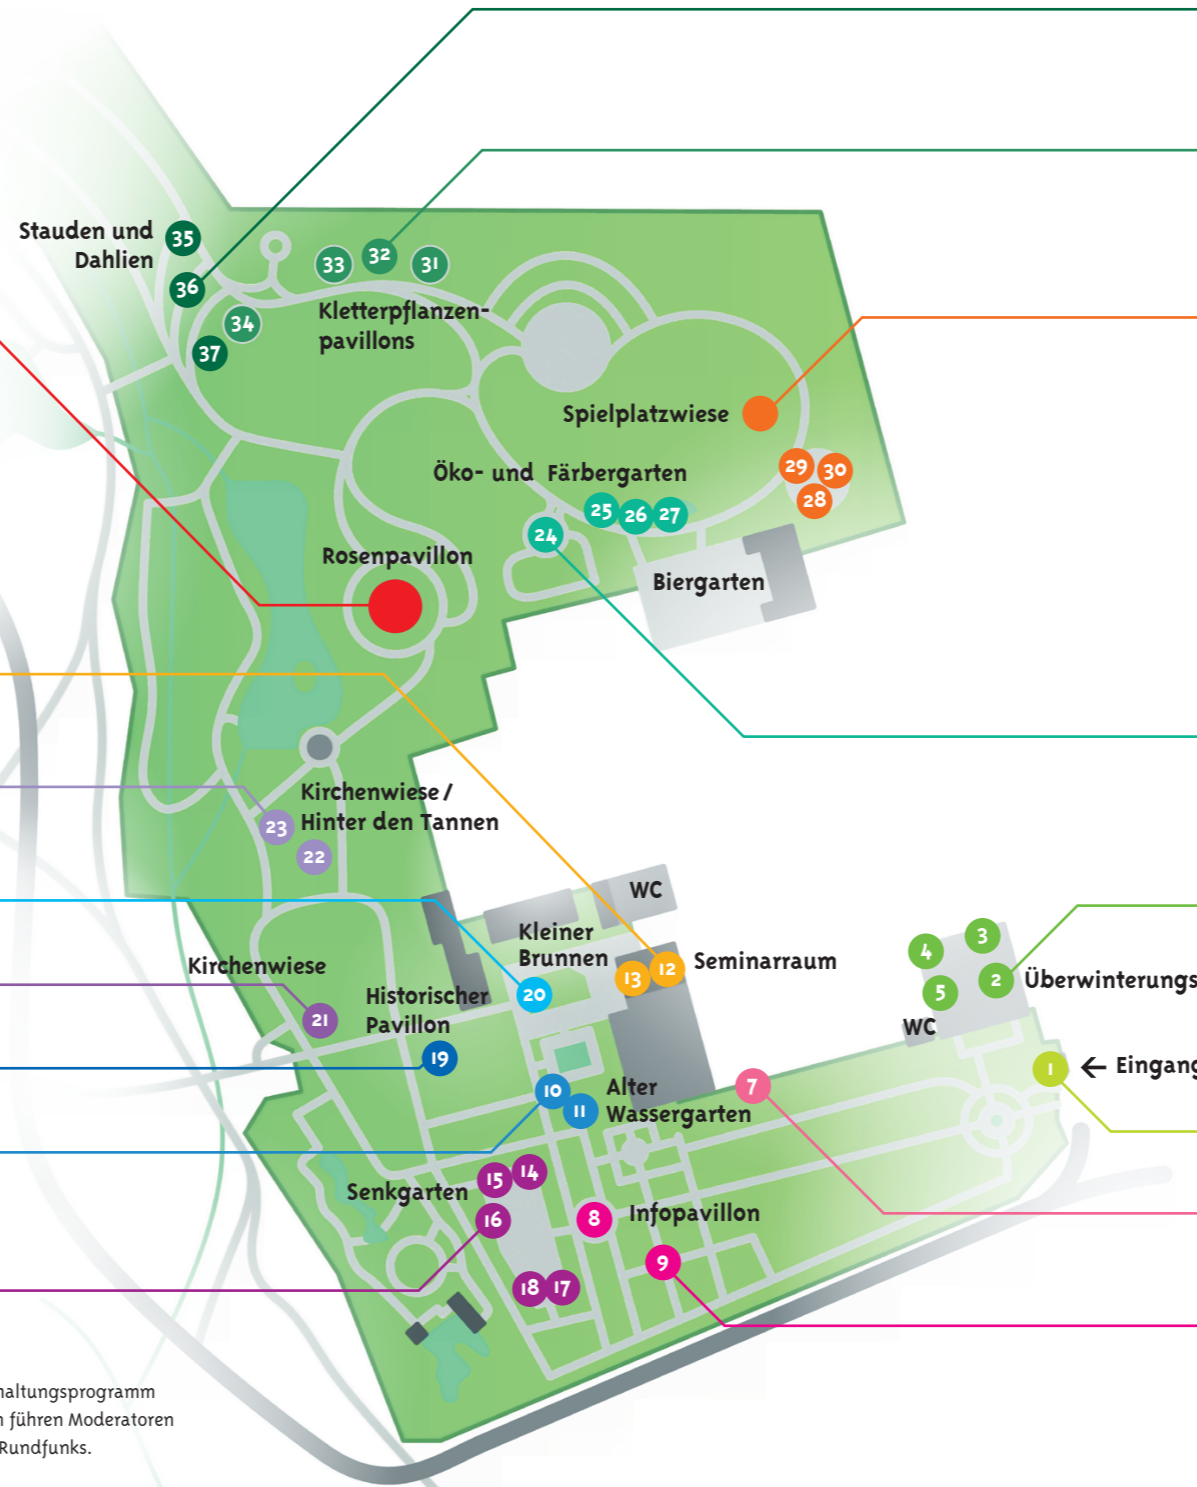 Stauden und
Dahlien
35
36
34
37
33
32
31
Kletterpflanzen-
pavillons
Spielplatzwiese
29
30
28
Öko- und Färbergarten
25
26
27
24
Biergarten
Rosenpavillon
Kirchenwiese /
Hinter den Tannen
23
22
WC
Kleiner
Brunnen
20
13
12
Seminarraum
4
3
2
5
Überwinterungs
WC
Kirchenwiese
21
Historischer
Pavillon
19
1
← Eingang
10
11
Alter
Wassergarten
7
Senkgarten
15
14
16
8
Infopavillon
9
18
17
haltungsprogramm
n führen Moderatoren
Rundfunks.